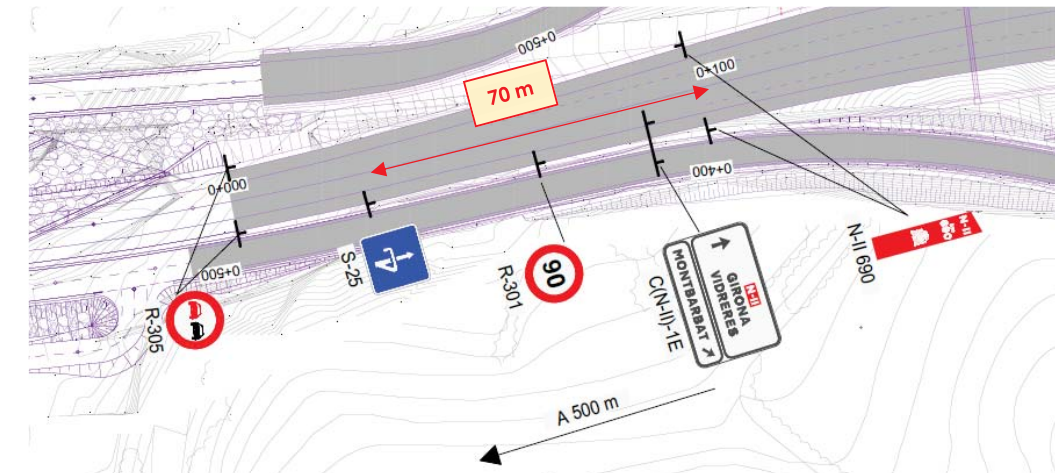 0+500
0+100
70 m
0+000
0+400
0+500
R-305
S-25
90
R-301
N-II
GIRONA
VIDRERES
MONTBARBAT
C(N-II)-1E
N-II
N-II 690
A 500 m